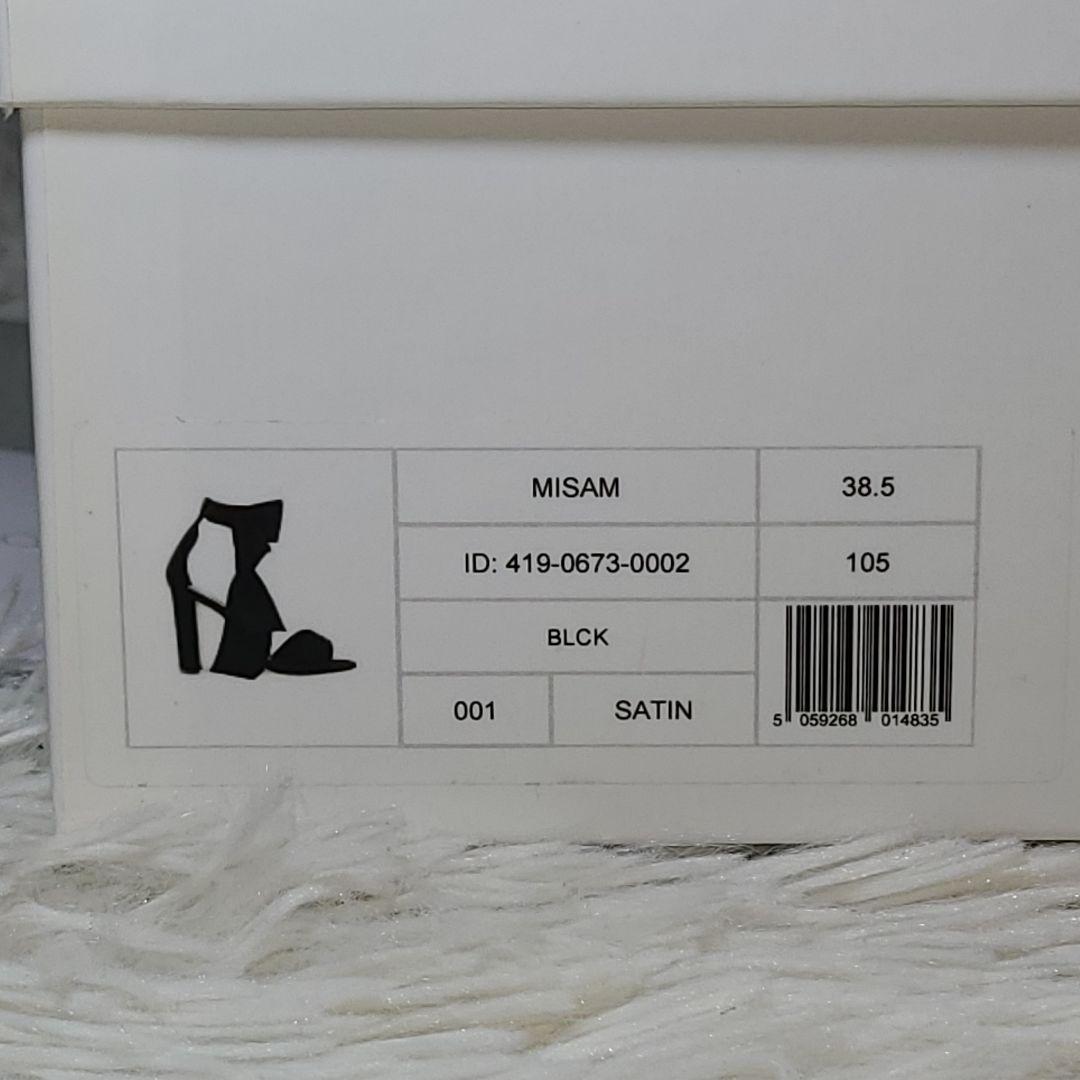 MISAM
38.5
ID: 419-0673-0002
105
BLCK
001
SATIN
5 059268 014835